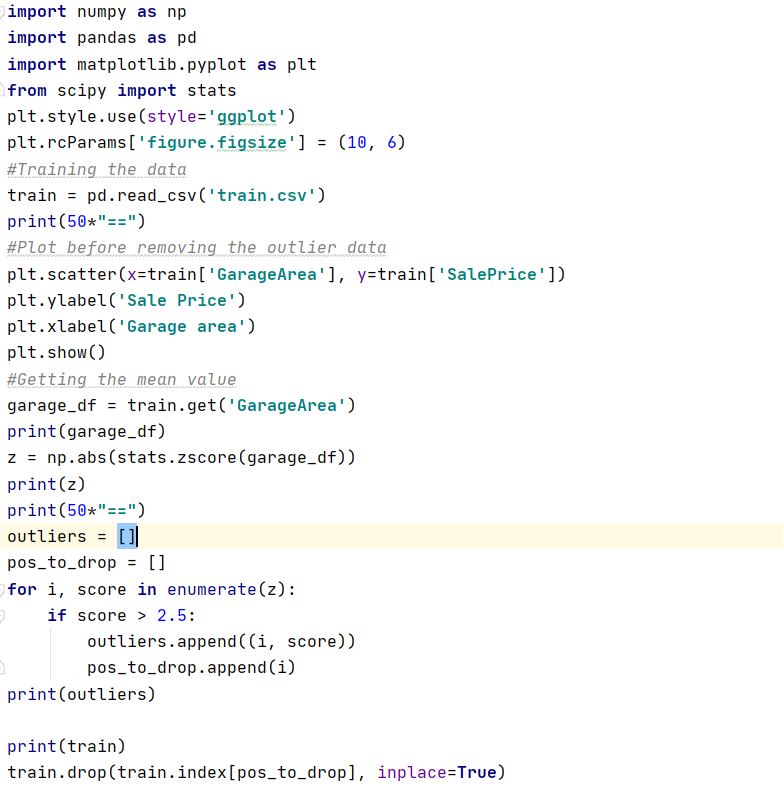 import numpy as np
import pandas as pd
import matplotlib.pyplot as plt
from scipy import stats
plt.style.use(style='ggplot')
plt.rcParams['figure.figsize'] = (10, 6)
#Training the data
train = pd.read_csv('train.csv')
print(50*"==")
#Plot before removing the outlier data
plt.scatter(x=train['GarageArea'], y=train['SalePrice'])
plt.ylabel('Sale Price')
plt.xlabel('Garage area')
plt.show()
#Getting the mean value
garage_df = train.get('GarageArea')
print(garage_df)
z = np.abs(stats.zscore(garage_df))
print(z)
print(50*"==")
outliers = []
pos_to_drop = []
for i, score in enumerate(z):
    if score > 2.5:
        outliers.append((i, score))
        pos_to_drop.append(i)
print(outliers)

print(train)
train.drop(train.index[pos_to_drop], inplace=True)